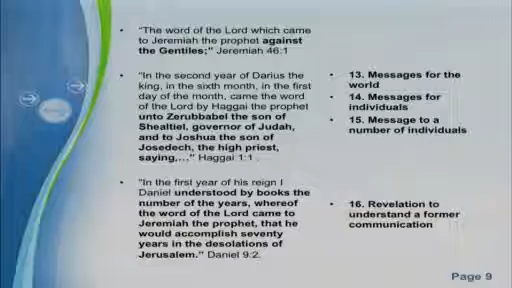 "The word of the Lord which came
to Jeremiah the prophet against
the Gentiles;" Jeremiah 46:1
"In the second year of Darius the
king, in the sixth month, in the first
day of the month, came the word
of the Lord by Haggai the prophet
unto Zerubbabel the son of
Shealtiel, governor of Judah,
and to Joshua the son of
Josedech, the high priest,
saying,..." Haggai 1:1 .
13. Messages for the
world
14. Messages for
individuals
15. Message to a
number of individuals
"In the first year of his reign I
Daniel understood by books the
number of the years, whereof
the word of the Lord came to
Jeremiah the prophet, that he
would accomplish seventy
years in the desolations of
Jerusalem." Daniel 9:2.
16. Revelation to
understand a former
communication
Page 9